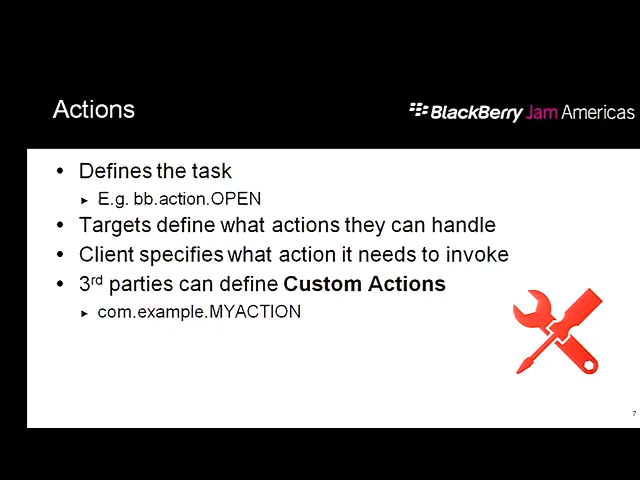 Actions
BlackBerry Jam Americas
• Defines the task
► E.g. bb.action.OPEN
• Targets define what actions they can handle
• Client specifies what action it needs to invoke
• 3rd parties can define Custom Actions
► com.example.MYACTION
7